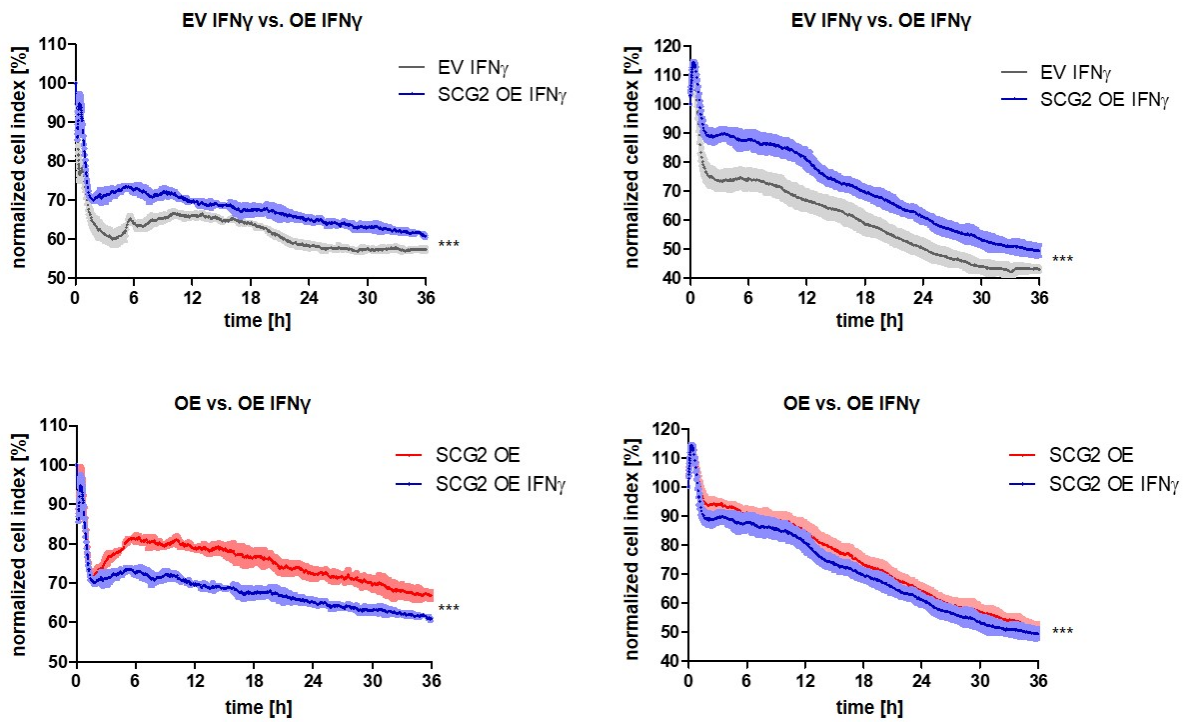 EV IFNγ vs. OE IFNγ
normalized cell index [%]
110
100
90
80
70
60
50
0 6 12 18 24 30 36
time [h]
EV IFNγ
SCG2 OE IFNγ
***
EV IFNγ vs. OE IFNγ
normalized cell index [%]
120
110
100
90
80
70
60
50
40
0 6 12 18 24 30 36
time [h]
EV IFNγ
SCG2 OE IFNγ
***
OE vs. OE IFNγ
normalized cell index [%]
110
100
90
80
70
60
50
0 6 12 18 24 30 36
time [h]
SCG2 OE
SCG2 OE IFNγ
***
OE vs. OE IFNγ
normalized cell index [%]
120
110
100
90
80
70
60
50
40
0 6 12 18 24 30 36
time [h]
SCG2 OE
SCG2 OE IFNγ
***